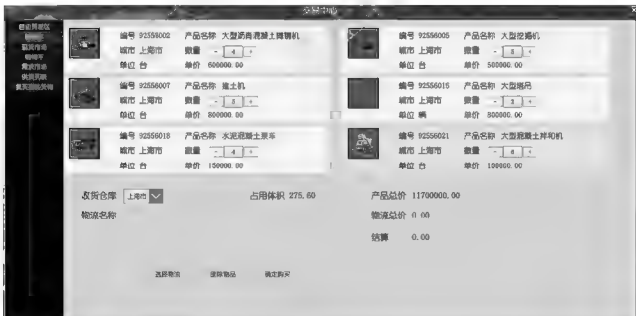 交易中心
编号 92556002 产品名称 大型沥青混凝土摊铺机
城市 上海市 数量 - 4 +
单位 台 单价 600000.00
编号 92556005 产品名称 大型挖掘机
城市 上海市 数量 -
单位 台 单价 500000.00
编号 92556007 产品名称 推土机
城市 上海市 数量 -
单位 台 单价 800000.00
编号 92556015 产品名称 大型塔吊
城市 上海市 数量 -
单位 辆 单价 800000.00
编号 92556018 产品名称 水泥混凝土泵车
城市 上海市 数量 - 4 +
单位 台 单价 150000.00
编号 92556021 产品名称 大型混凝土拌和机
城市 上海市 数量 - 6 +
单位 台 单价 100000.00
收货仓库 上海市 占用体积 275.60 产品总价 11700000.00
物流名称 物流总价 0.00
结算 0.00
选择物流 删除物品 确定购买